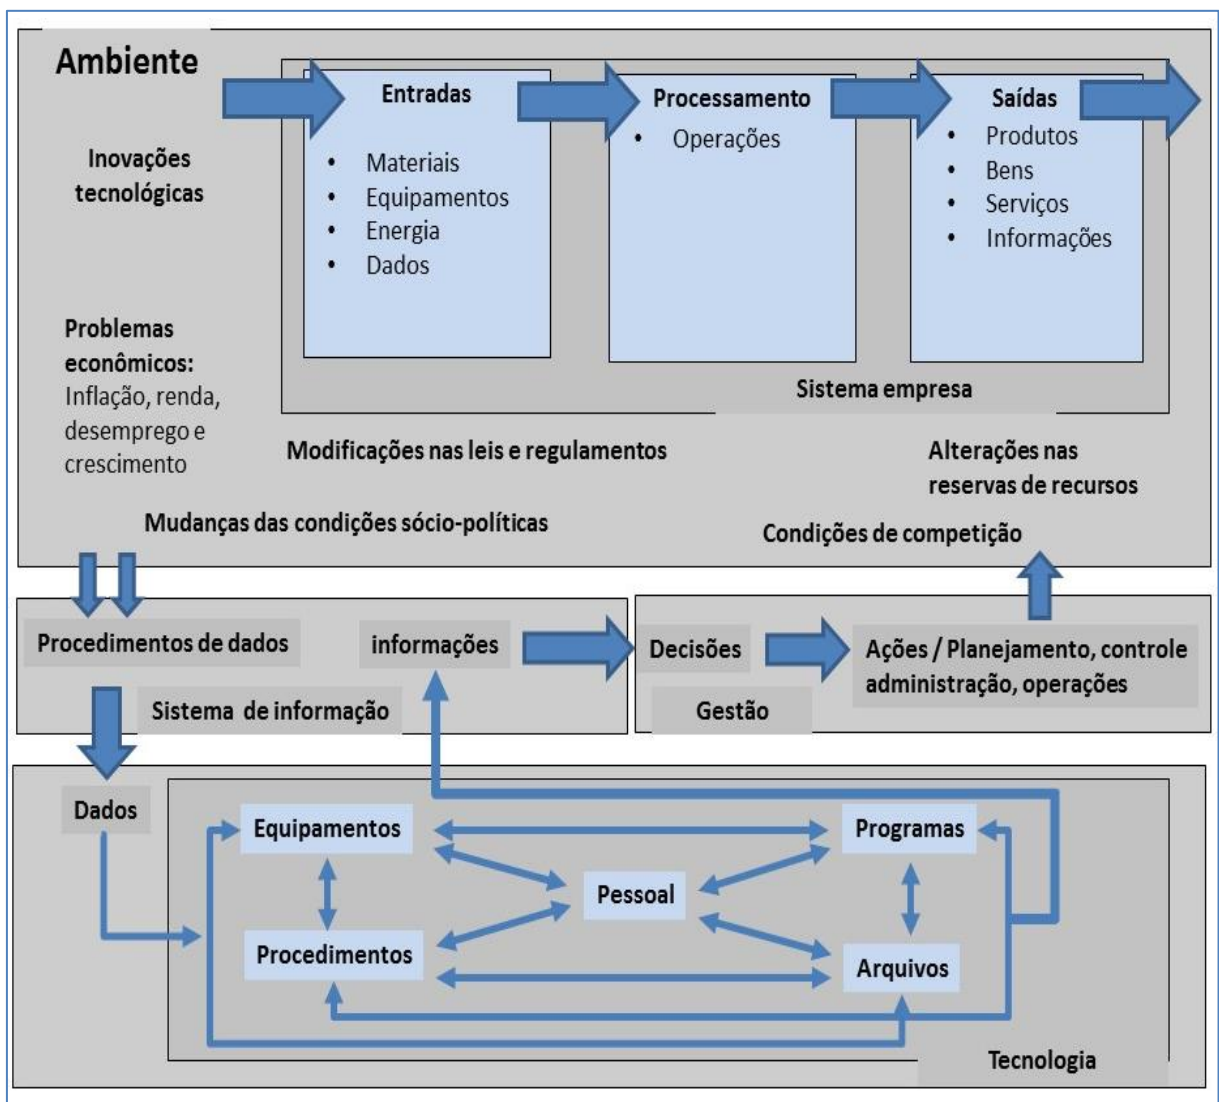 Ambiente
Inovações
tecnológicas
Problemas
econômicos:
Inflação, renda,
desemprego e
crescimento
Entradas
• Materiais
• Equipamentos
• Energia
• Dados
Processamento
• Operações
Saídas
• Produtos
• Bens
• Serviços
• Informações
Sistema empresa
Modificações nas leis e regulamentos
Alterações nas
reservas de recursos
Mudanças das condições sócio-políticas
Condições de competição
Procedimentos de dados
informações
Sistema de informação
Decisões
Gestão
Ações / Planejamento, controle
administração, operações
Dados
Equipamentos
Programas
Pessoal
Procedimentos
Arquivos
Tecnologia